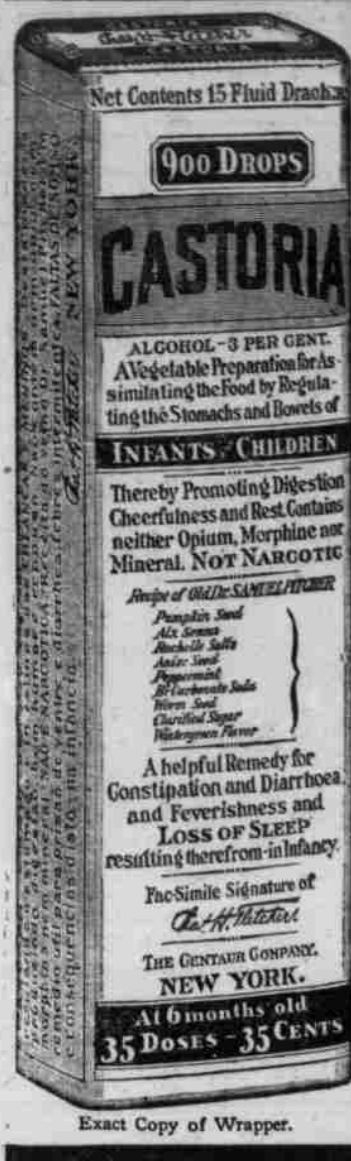 Chas H Fletcher
CASTORIA
Net Contents 15 Fluid Drachms
900 DROPS
CASTORIA
ALCOHOL - 3 PER CENT.
A Vegetable Preparation for As-
similating the Food by Regula-
ting the Stomachs and Bowels of
INFANTS CHILDREN
Thereby Promoting Digestion
Cheerfulness and Rest. Contains
neither Opium, Morphine nor
Mineral. NOT NARCOTIC
Recipe of Old Dr. SAMUEL PITCHER
Pumpkin Seed
Alx Senna
Rochelle Salts
Anise Seed
Peppermint
Bi Carbonate Soda
Worm Seed
Clarified Sugar
Wintergreen Flavor
A helpful Remedy for
Constipation and Diarrhoea.
and Feverishness and
LOSS OF SLEEP
resulting therefrom-in Infancy.
Fac-Simile Signature of
Chas H. Fletcher.
THE CENTAUR COMPANY.
NEW YORK.
At 6 months old
35 DOSES - 35 CENTS
Chas H Fletcher NEW YORK.
Exact Copy of Wrapper.